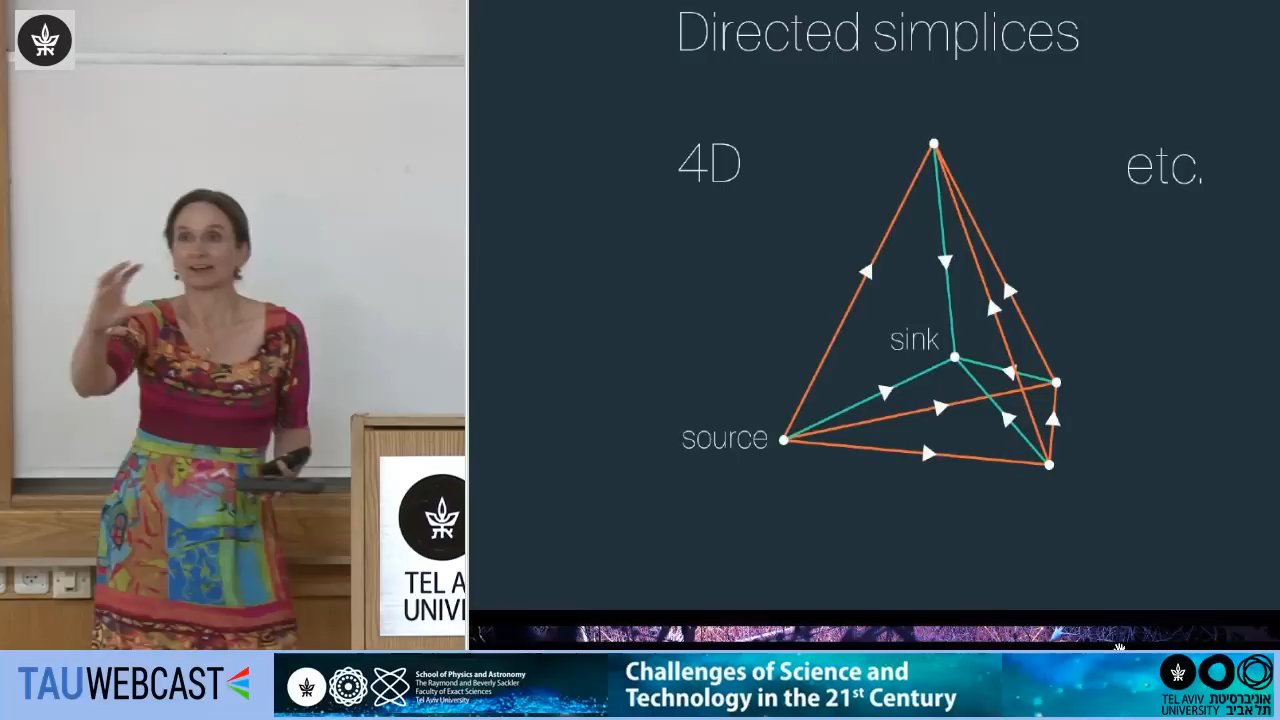 Directed simplices
4D
etc.
sink
source
TEL A
UNIV
TAUWEBCAST
School of Physics and Astronomy
The Raymond and Beverly Sackler
Faculty of Exact Sciences
Tel Aviv University
Challenges of Science and
Technology in the 21st Century
TEL AVIV אוניברסיטת
UNIVERSITY תל אביב